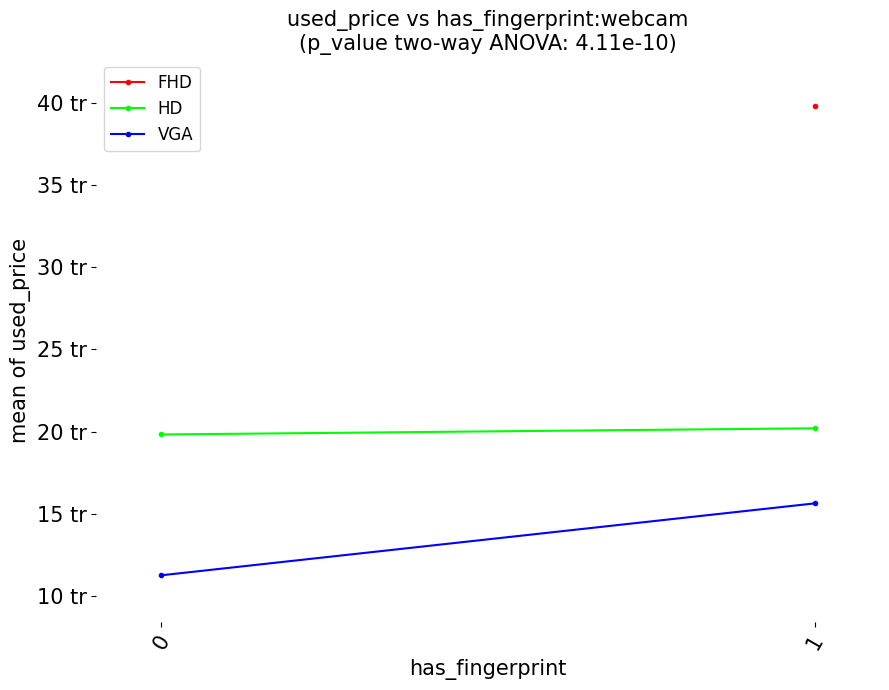 used_price vs has_fingerprint:webcam
(p_value two-way ANOVA: 4.11e-10)
FHD
HD
VGA
40 tr
35 tr
30 tr
25 tr
20 tr
15 tr
10 tr
mean of used_price
0
1
has_fingerprint